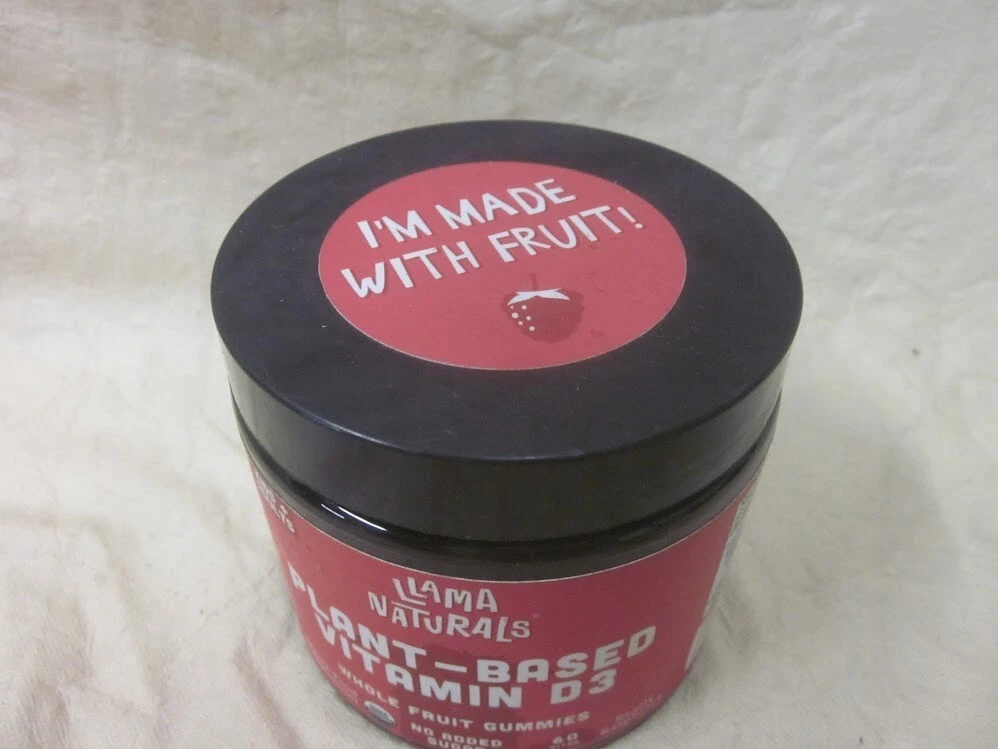 I'M MADE
WITH FRUIT!
LLAMA
NATURALS
PLANT-BASED
VITAMIN D3
WHOLE FRUIT GUMMIES
NO ADDED
SUGAR
60